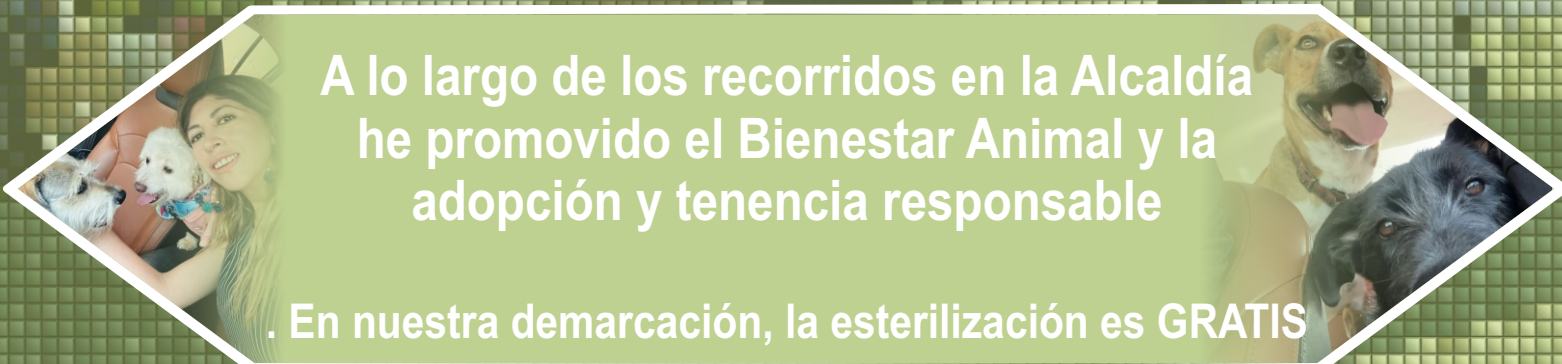 A lo largo de los recorridos en la Alcaldía
he promovido el Bienestar Animal y la
adopción y tenencia responsable
. En nuestra demarcación, la esterilización es GRATIS